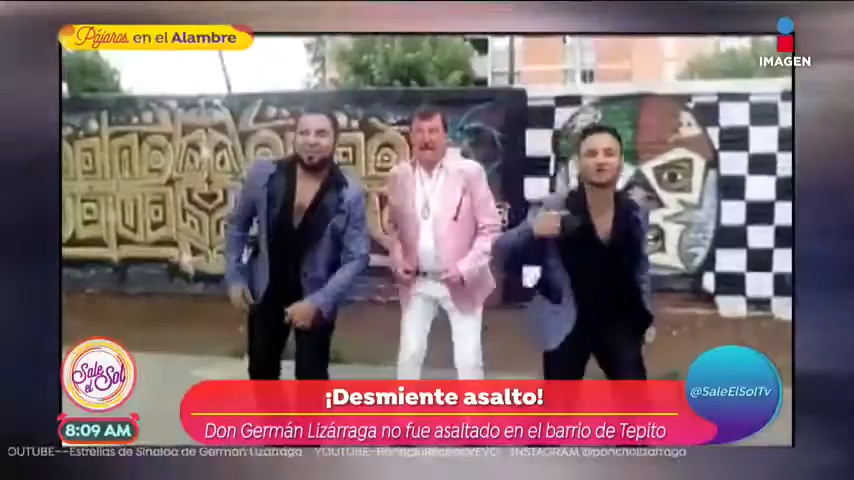 Pájaros en el Alambre
IMAGEN
Sale el Sol
8:09 AM
@SaleElSolTv
¡Desmiente asalto!
Don Germán Lizárraga no fue asaltado en el barrio de Tepito
OUTUBE--Estrellas de Sinaloa de Germán Lizárraga YOUTUBE- INSTAGRAM @poncholizarraga